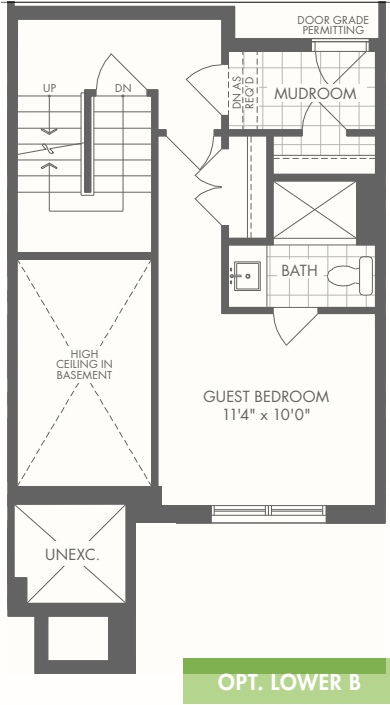 DOOR GRADE
PERMITTING
UP
DN
DN AS
REQ'D
MUDROOM
BATH
HIGH
CEILING IN
BASEMENT
GUEST BEDROOM
11'4" x 10'0"
UNEXC.
OPT. LOWER B